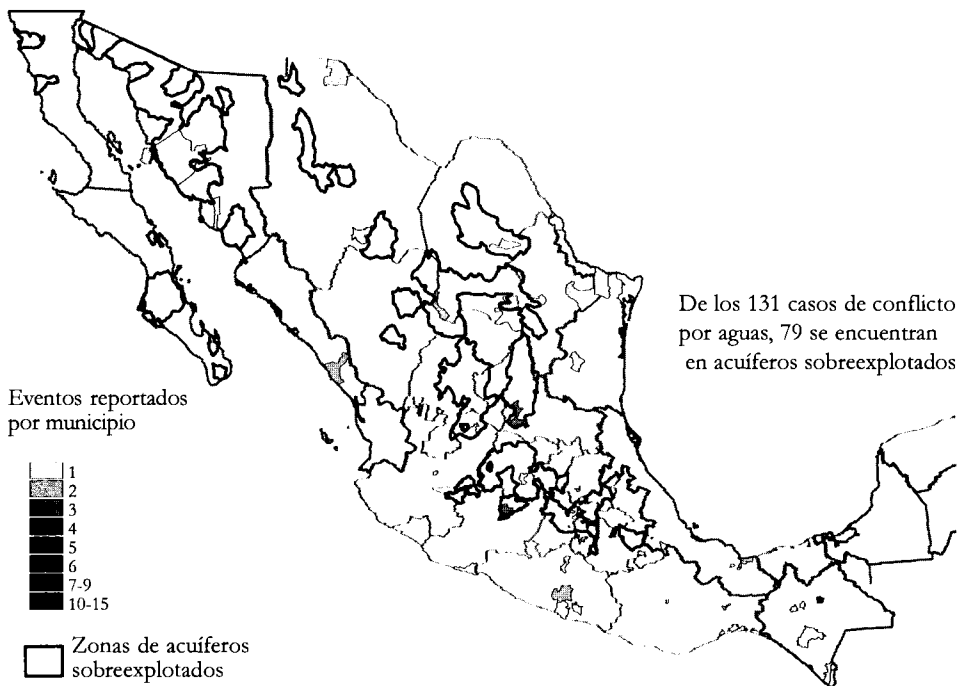 De los 131 casos de conflicto
por aguas, 79 se encuentran
en acuíferos sobreexplotados
Eventos reportados
por municipio
1
2
3
4
5
6
7-9
10-15
Zonas de acuíferos
sobreexplotados